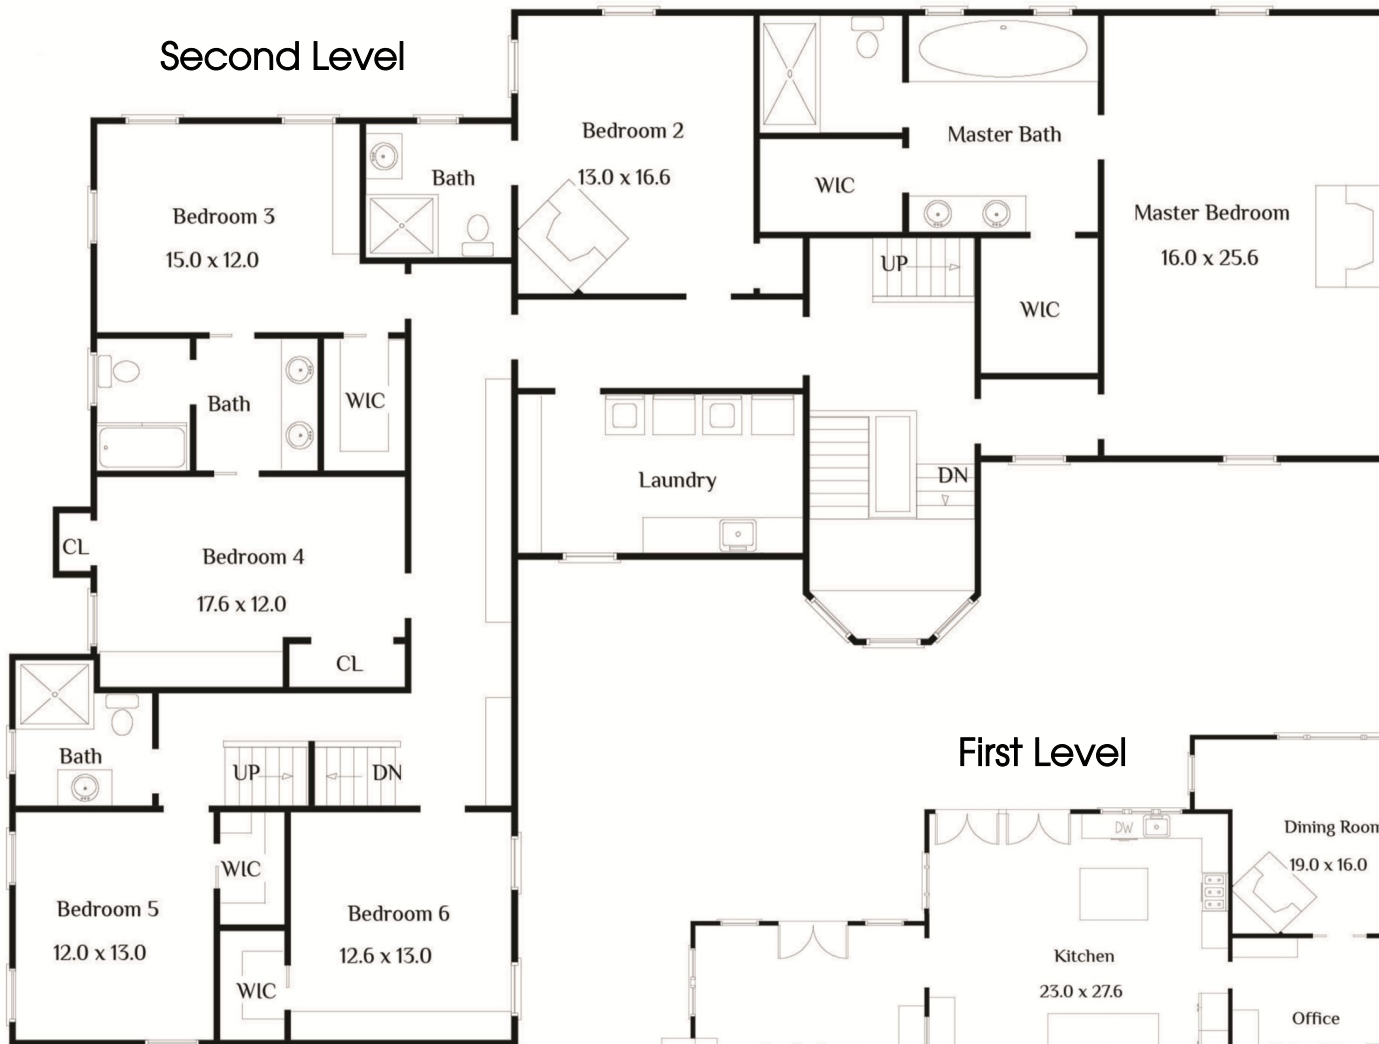 Second Level
Bedroom 2
13.0 x 16.6
Master Bath
WIC
Bath
Bedroom 3
15.0 x 12.0
Master Bedroom
16.0 x 25.6
UP
WIC
Bath
WIC
Laundry
DN
CL
Bedroom 4
17.6 x 12.0
CL
Bath
UP
DN
WIC
Bedroom 5
12.0 x 13.0
Bedroom 6
12.6 x 13.0
WIC
First Level
DW
Dining Room
19.0 x 16.0
Kitchen
23.0 x 27.6
Office